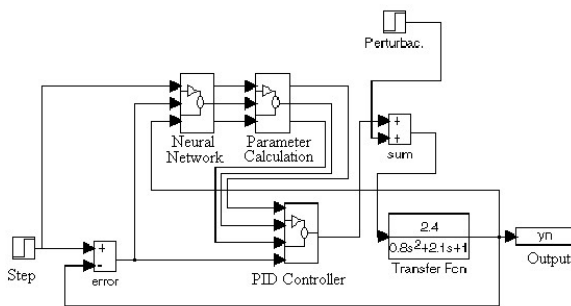 Perturbac.
Neural
Network
Parameter
Calculation
+
+
sum
Step
+
-
error
PID Controller
2.4
0.8s²+2.1s+1
Transfer Fcn
yn
Output